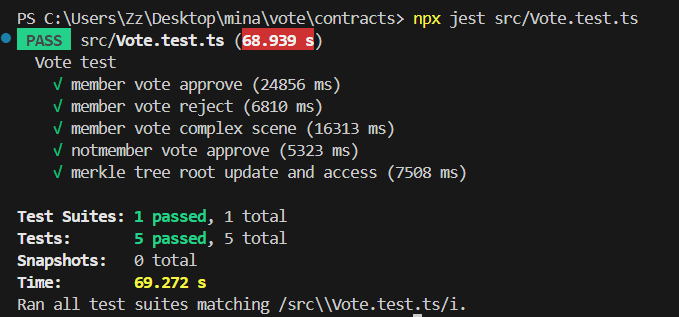 PS C:\Users\Zz\Desktop\mina\vote\contracts> npx jest src/Vote.test.ts
PASS src/Vote.test.ts (68.939 s)
Vote test
√ member vote approve (24856 ms)
√ member vote reject (6810 ms)
√ member vote complex scene (16313 ms)
√ notmember vote approve (5323 ms)
√ merkle tree root update and access (7508 ms)
Test Suites: 1 passed, 1 total
Tests: 5 passed, 5 total
Snapshots: 0 total
Time: 69.272 s
Ran all test suites matching /src\\Vote.test.ts/i.